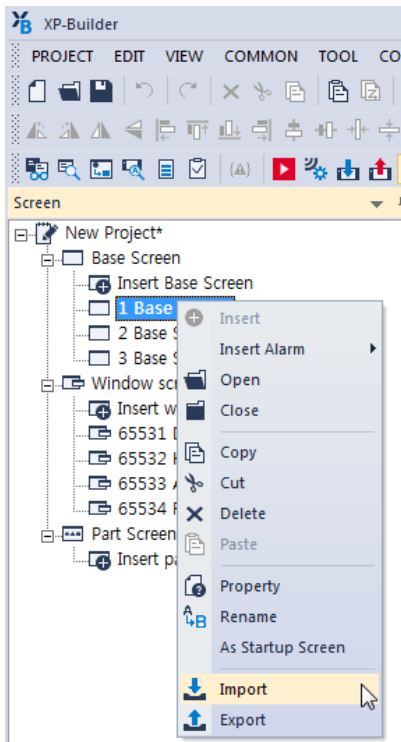 XP-Builder
PROJECT EDIT VIEW COMMON TOOL CO
Screen
New Project*
Base Screen
Insert Base Screen
1 Base
2 Base
3 Base
Window
Insert
65531
65532
65533
65534
Part Screen
Insert
Insert
Insert Alarm
Open
Close
Copy
Cut
Delete
Paste
Property
Rename
As Startup Screen
Import
Export